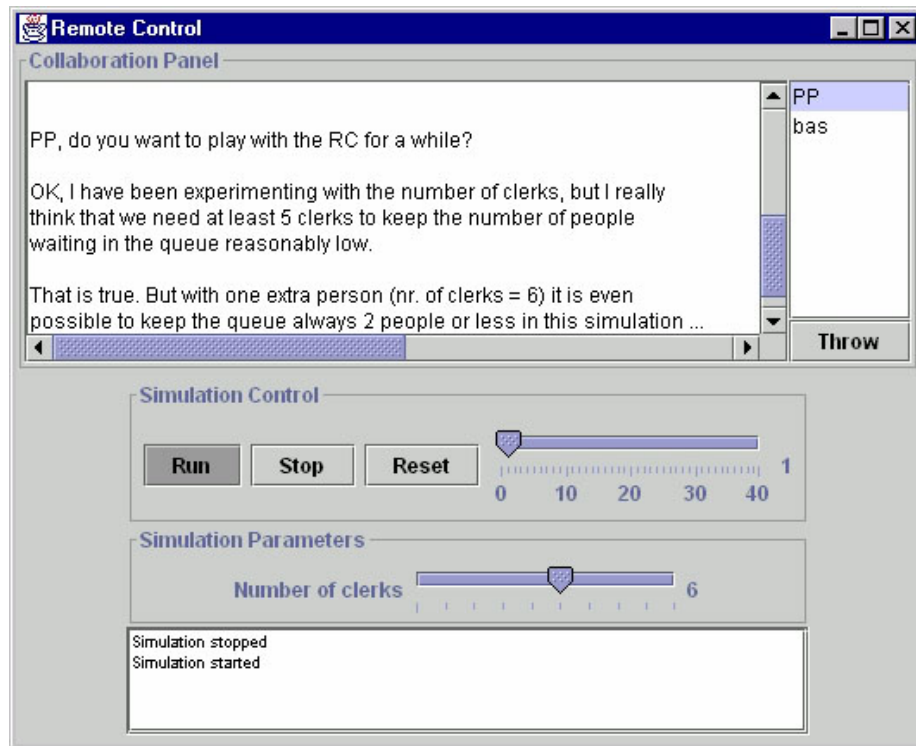 Remote Control
Collaboration Panel
PP, do you want to play with the RC for a while?
OK, I have been experimenting with the number of clerks, but I really
think that we need at least 5 clerks to keep the number of people
waiting in the queue reasonably low.
That is true. But with one extra person (nr. of clerks = 6) it is even
possible to keep the queue always 2 people or less in this simulation ...
PP
bas
Throw
Simulation Control
Run Stop Reset
1
0 10 20 30 40
Simulation Parameters
Number of clerks 6
Simulation stopped
Simulation started